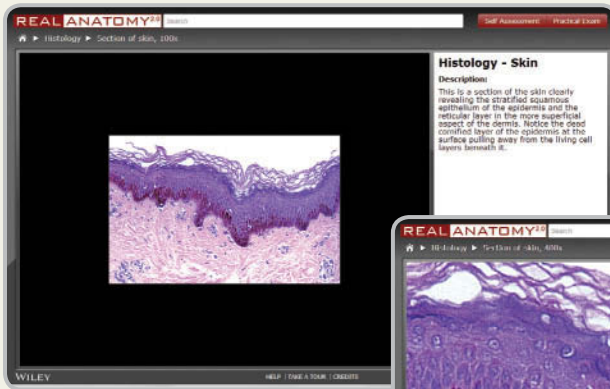 REAL ANATOMY 2.0 Search Self Assessment Practical Exam
Histology ► Section of skin, 100x
Histology - Skin
Description:
This is a section of the skin clearly
revealing the stratified squamous
epithelium of the epidermis and the
reticular layer in the more superficial
aspect of the dermis. Notice the dead
cornified layer of the epidermis at the
surface pulling away from the living cell
layers beneath it.
WILEY HELP | TAKE A TOUR | CREDITS
REAL ANATOMY 2.0 Search
Histology ► Section of skin, 400x